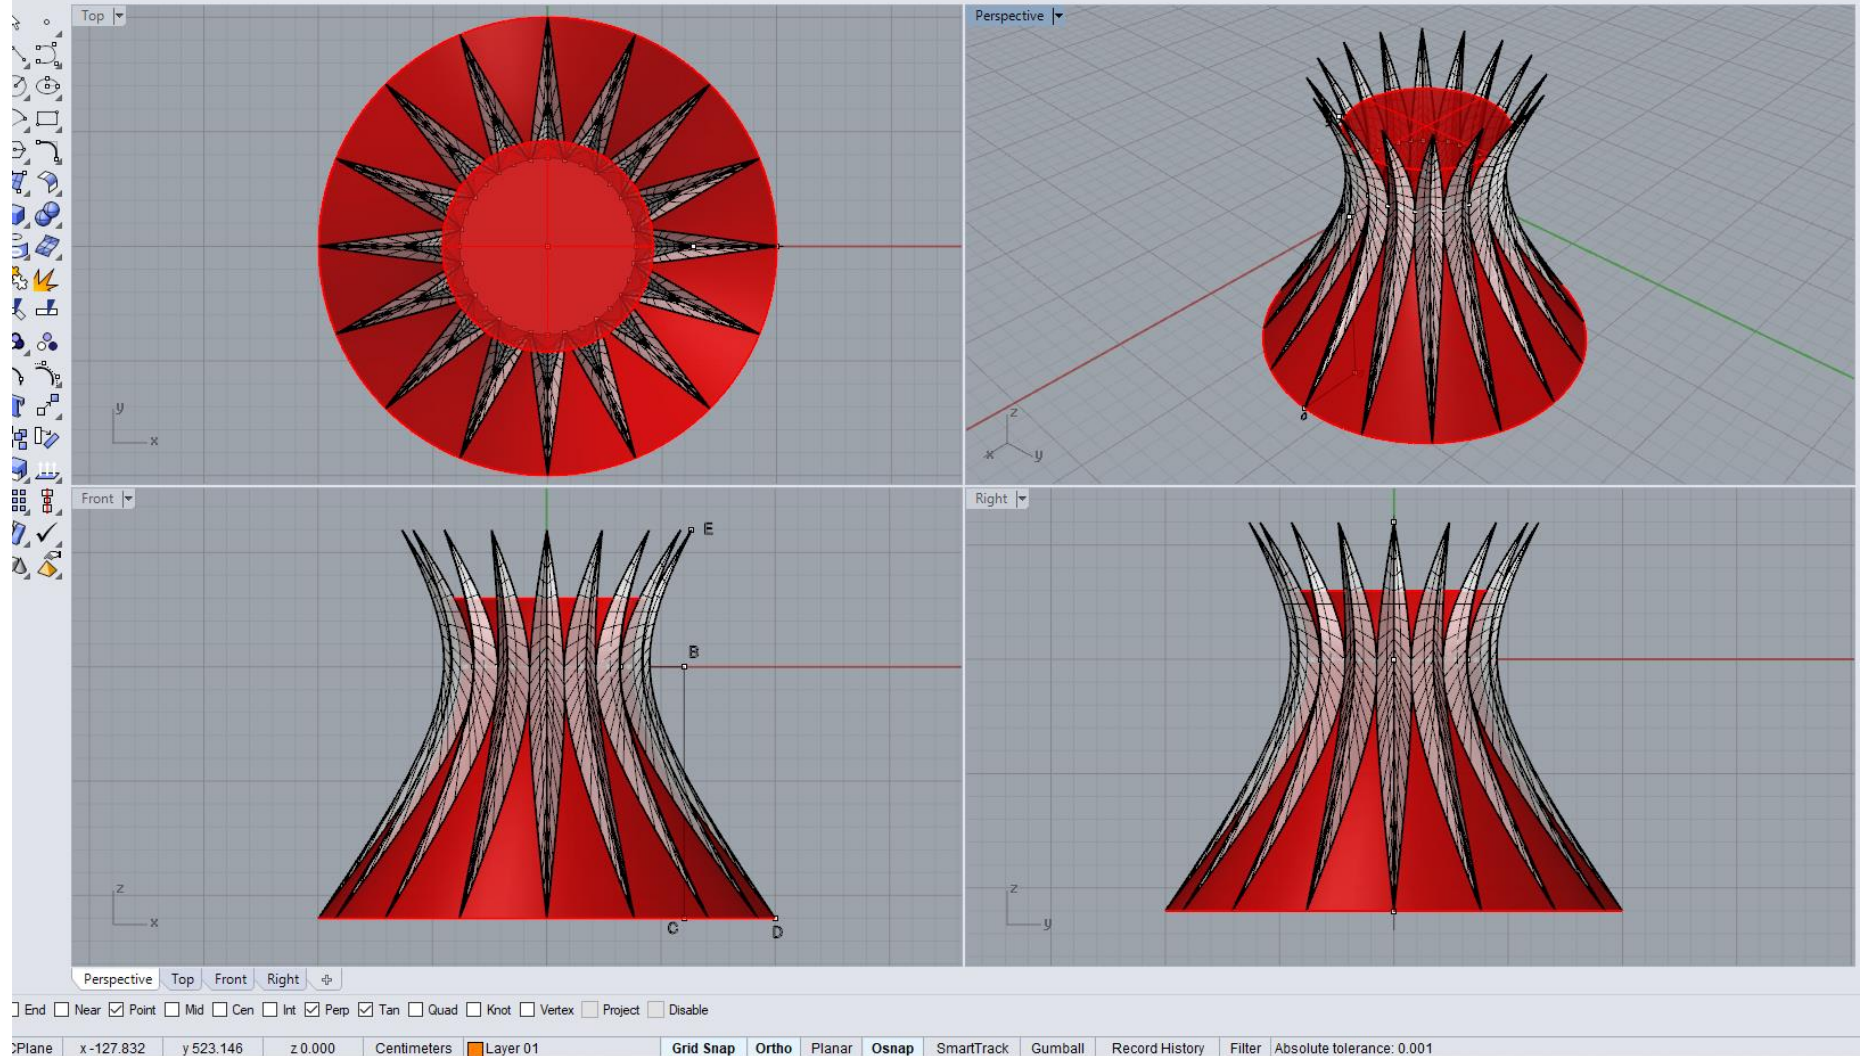 Top
Perspective
y
x
z
x
y
Front
Right
E
B
z
x
C
D
z
y
Perspective Top Front Right
End Near Point Mid Cen Int Perp Tan Quad Knot Vertex Project Disable
CPlane x -127.832 y 523.146 z 0.000 Centimeters Layer 01 Grid Snap Ortho Planar Osnap SmartTrack Gumball Record History Filter Absolute tolerance: 0.001